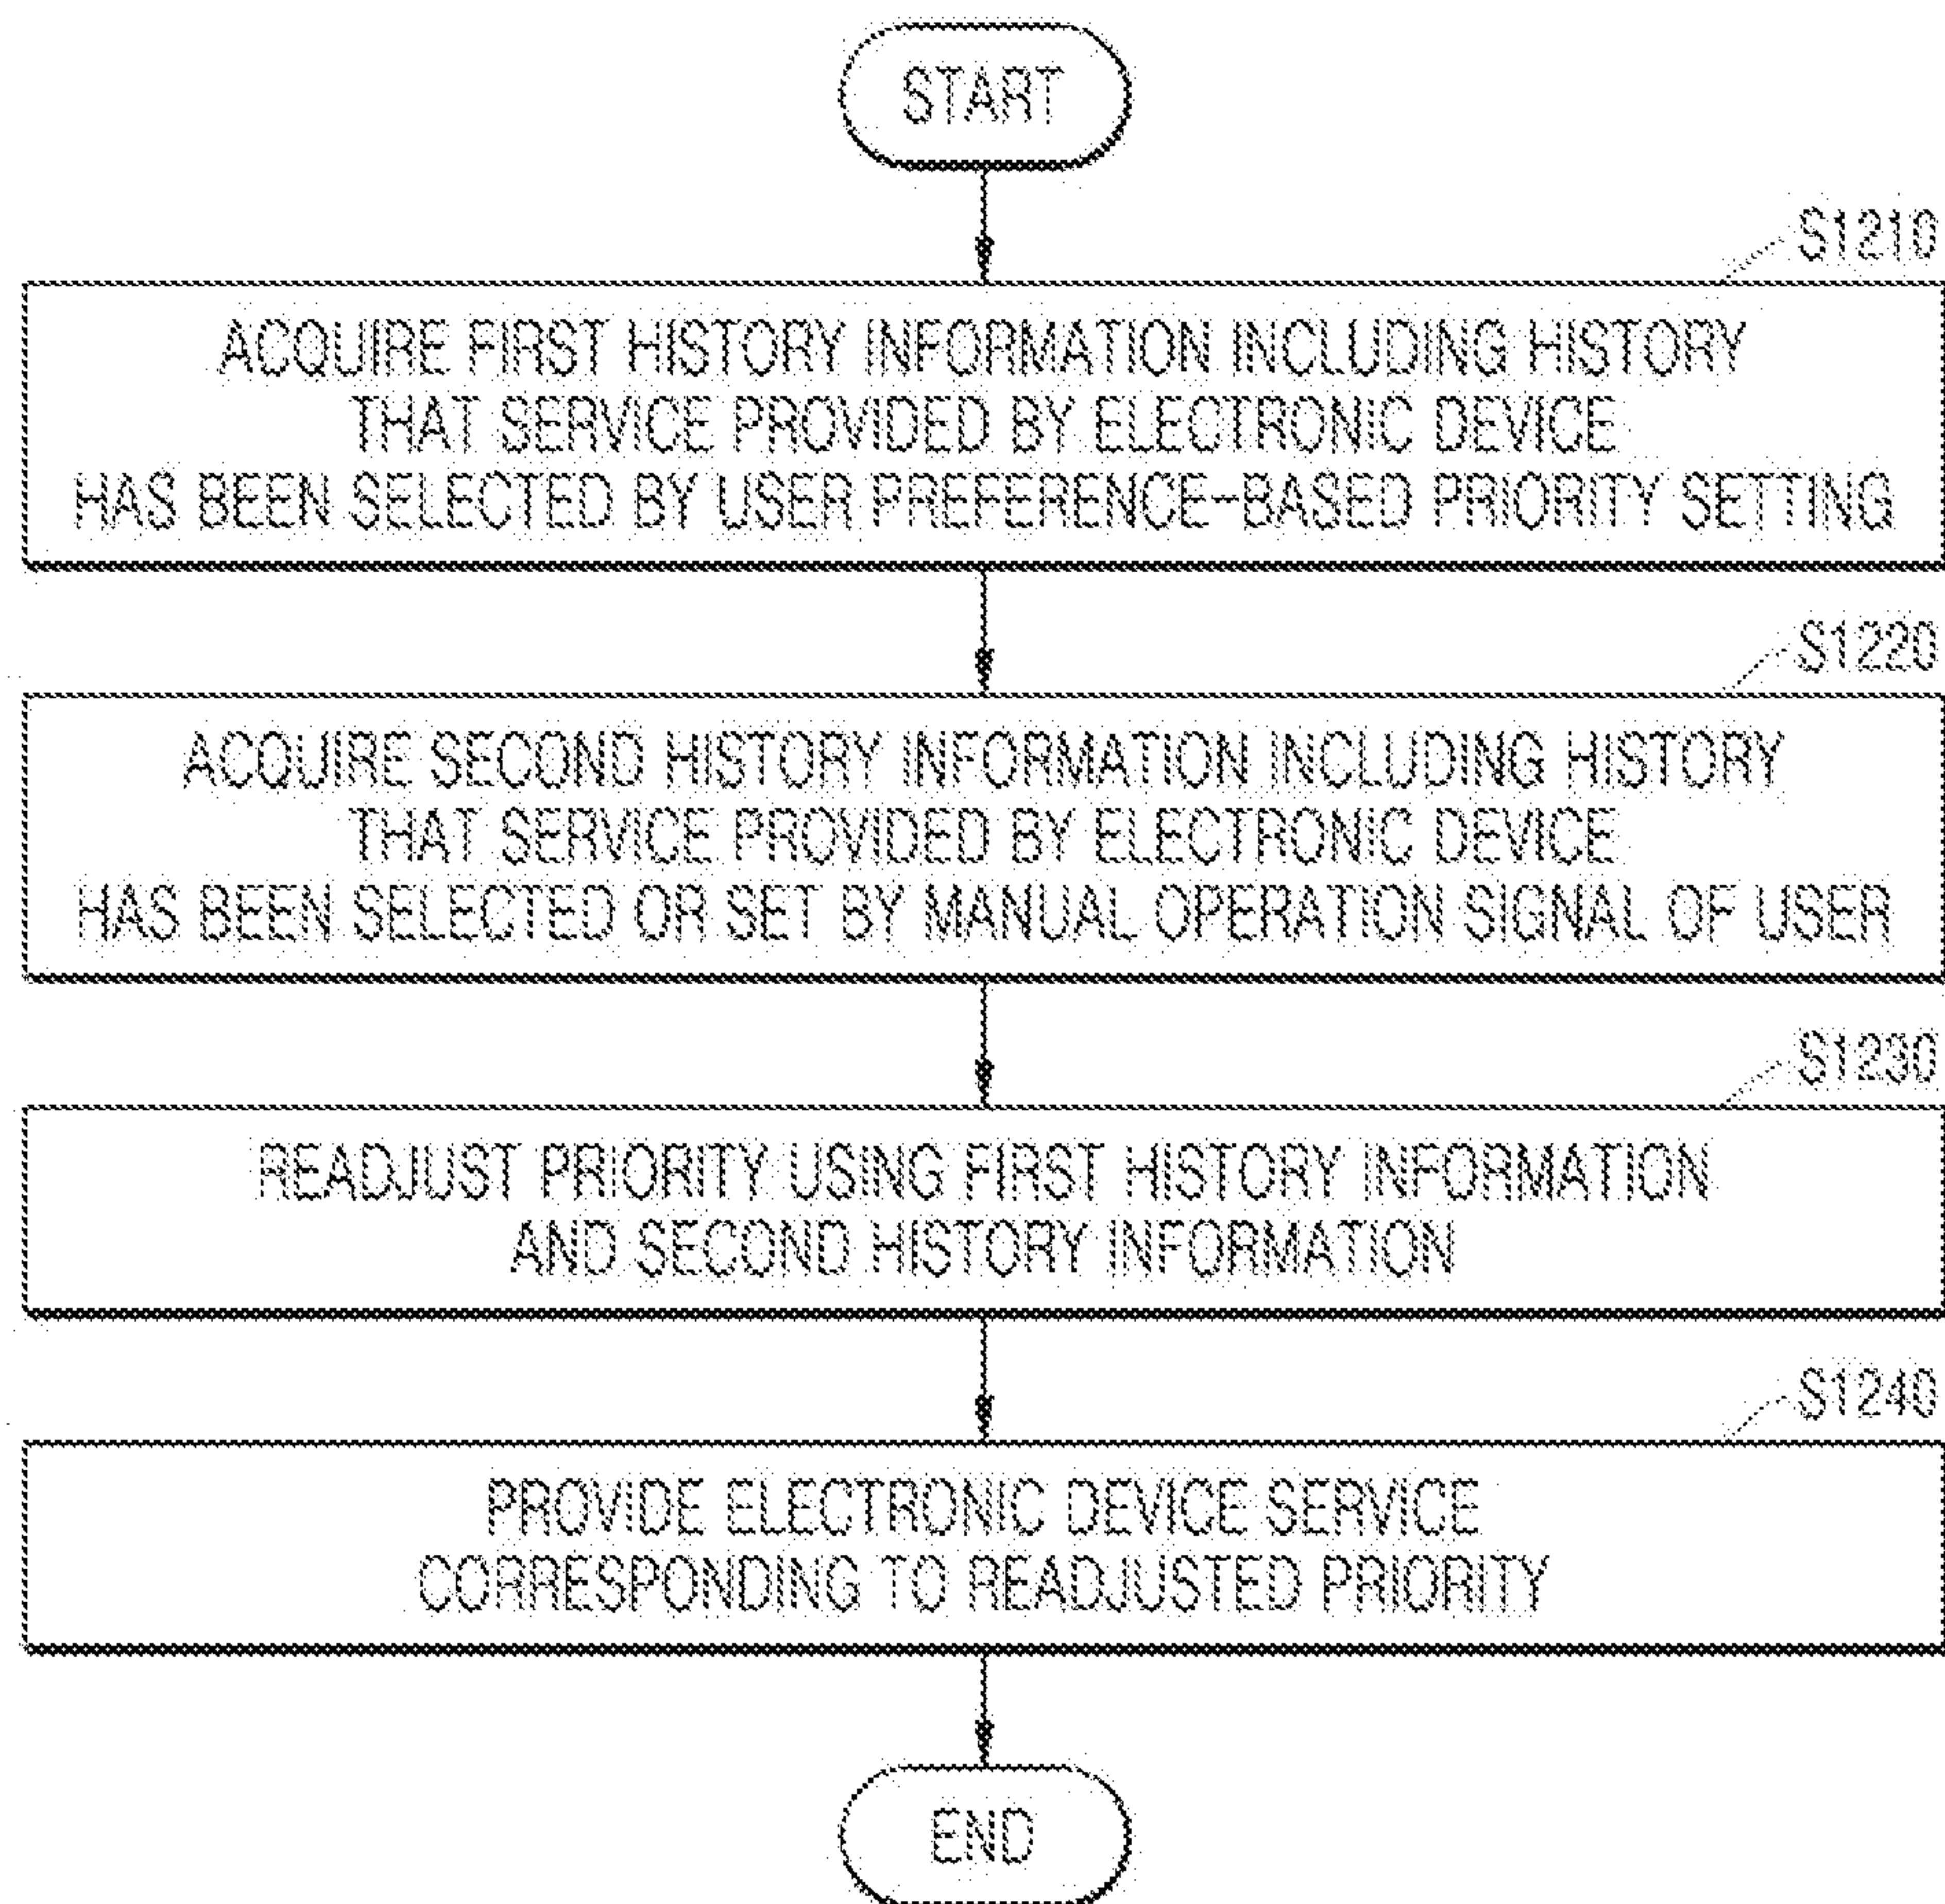 START
S1210
ACQUIRE FIRST HISTORY INFORMATION INCLUDING HISTORY
THAT SERVICE PROVIDED BY ELECTRONIC DEVICE
HAS BEEN SELECTED BY USER PREFERENCE-BASED PRIORITY SETTING
S1220
ACQUIRE SECOND HISTORY INFORMATION INCLUDING HISTORY
THAT SERVICE PROVIDED BY ELECTRONIC DEVICE
HAS BEEN SELECTED OR SET BY MANUAL OPERATION SIGNAL OF USER
S1230
READJUST PRIORITY USING FIRST HISTORY INFORMATION
AND SECOND HISTORY INFORMATION
S1240
PROVIDE ELECTRONIC DEVICE SERVICE
CORRESPONDING TO READJUSTED PRIORITY
END